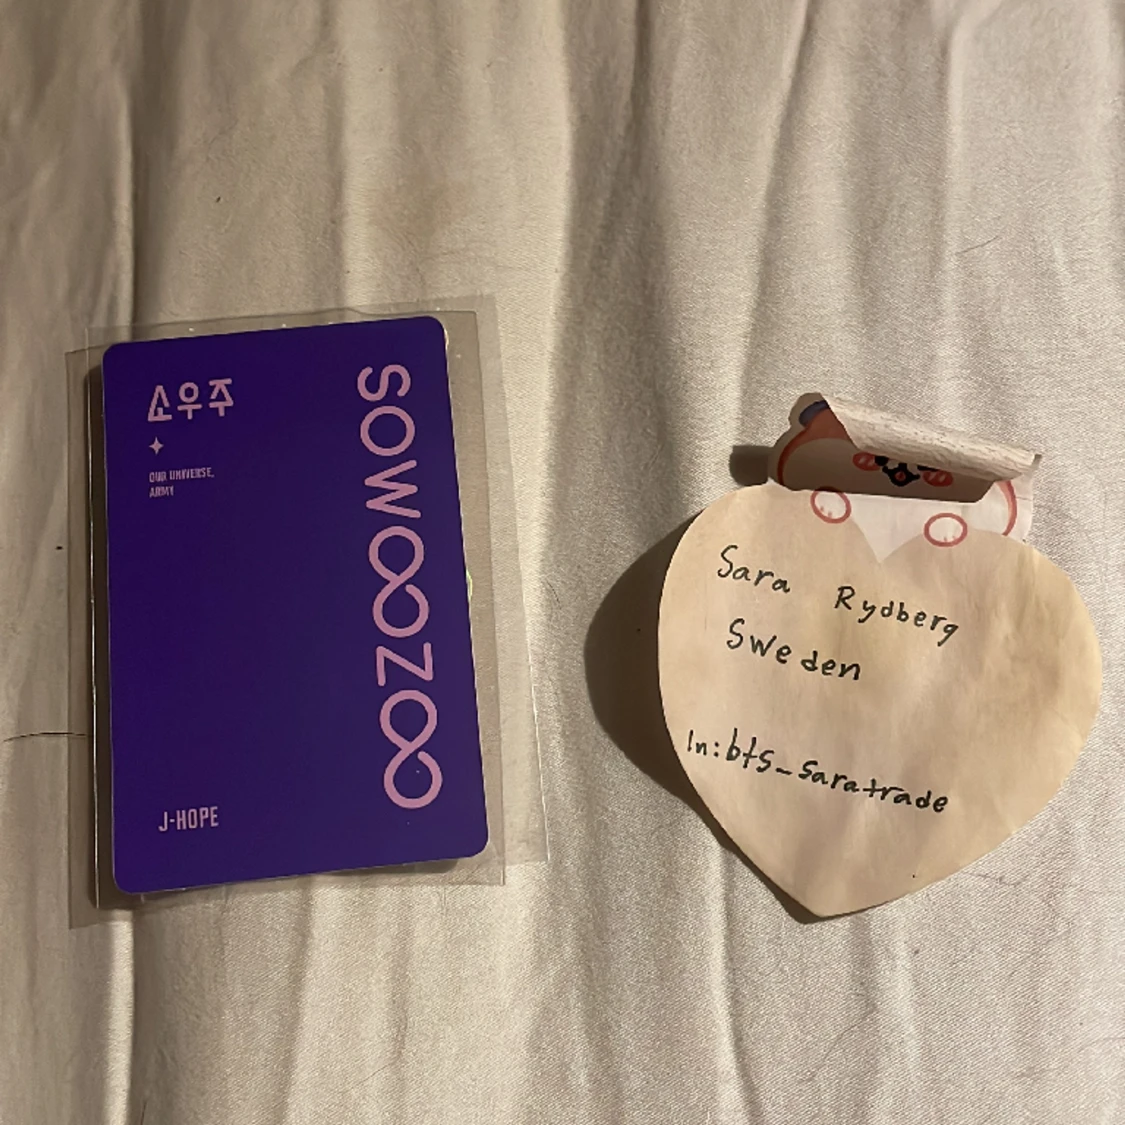 소우주
OUR UNIVERSE,
ARMY
SOWOOZOO
J-HOPE
Sara Rydberg
Sweden
In:bts_saratrade